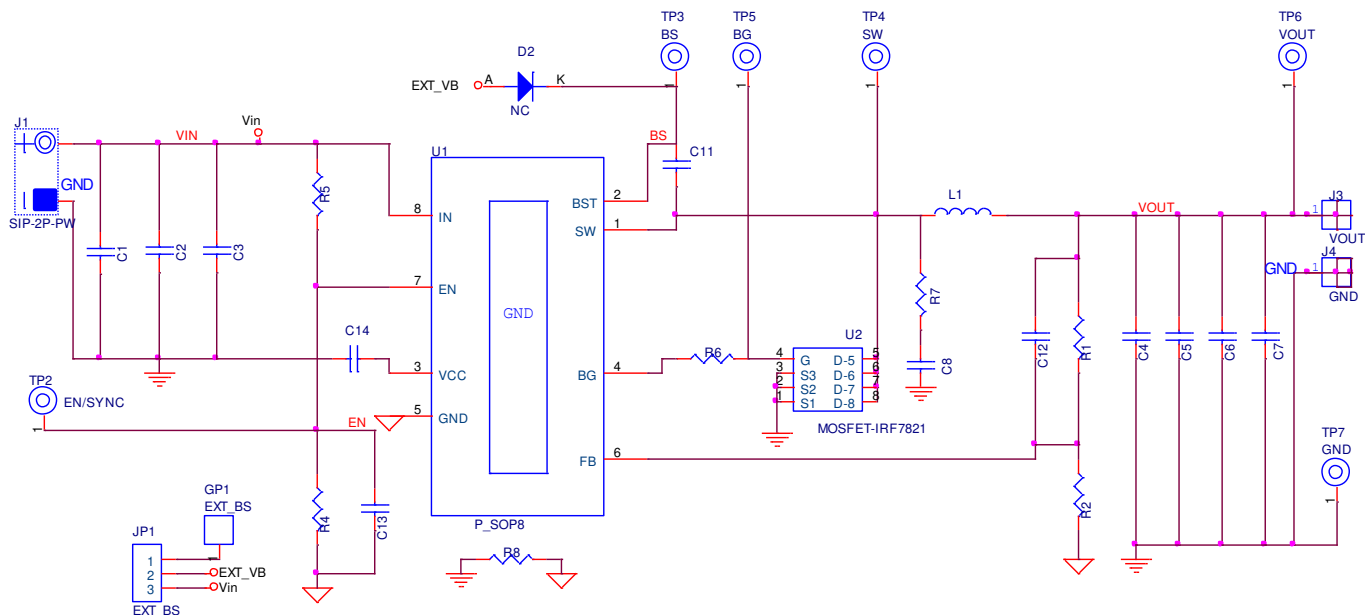 TP3
BS
TP5
BG
TP4
SW
TP6
VOUT
D2
EXT_VB
A
K
NC
1
1
1
1
J1
VIN
Vin
GND
SIP-2P-PW
BS
U1
C11
R5
8
IN
2
BST
1
SW
L1
VOUT
1
J3
VOUT
C1
C2
C3
7
EN
GND
J4
GND
1
GND
C14
3
VCC
4
BG
R6
U2
4
G
D-5
5
3
S3
D-6
6
2
S2
D-7
7
1
S1
D-8
8
MOSFET-IRF7821
R7
C8
C12
R1
C4
C5
C6
C7
TP2
EN/SYNC
1
EN
5
GND
6
FB
TP7
GND
1
R4
C13
R2
P_SOP8
R8
GP1
EXT_BS
1
JP1
1
2
EXT_VB
3
Vin
EXT_BS